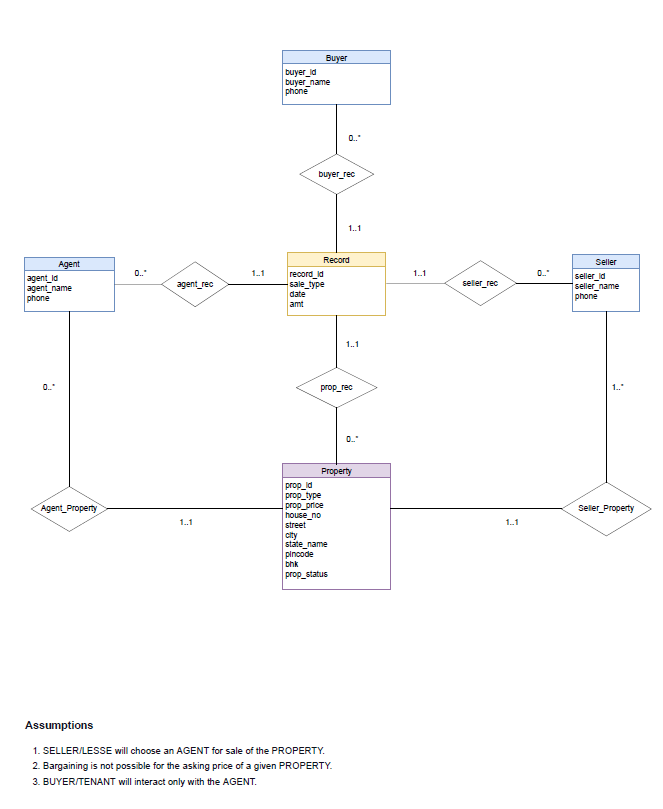 Buyer
buyer_id
buyer_name
phone
0..*
buyer_rec
1..1
Agent
agent_id
agent_name
phone
0..*
agent_rec
1..1
Record
record_id
sale_type
date
amt
1..1
seller_rec
0..*
Seller
seller_id
seller_name
phone
1..1
prop_rec
0..*
0..*
1..*
Property
prop_id
prop_type
prop_price
house_no
street
city
state_name
pincode
bhk
prop_status
Agent_Property
1..1
1..1
Seller_Property
Assumptions
1. SELLER/LESSE will choose an AGENT for sale of the PROPERTY.
2. Bargaining is not possible for the asking price of a given PROPERTY.
3. BUYER/TENANT will interact only with the AGENT.